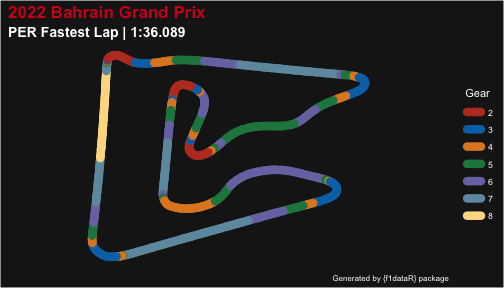 2022 Bahrain Grand Prix
PER Fastest Lap | 1:36.089
Gear
2
3
4
5
6
7
8
Generated by {f1dataR} package